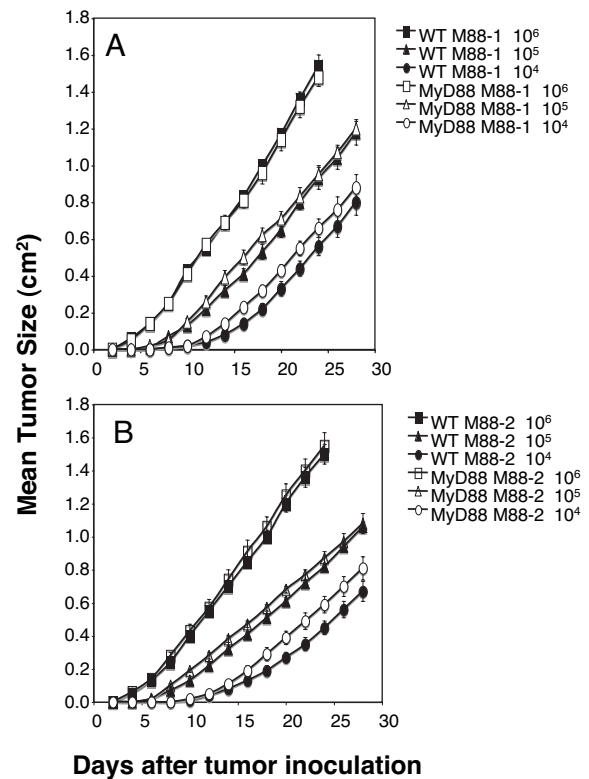 A
1.8
1.6
1.4
1.2
1.0
0.8
0.6
0.4
0.2
0.0
0 5 10 15 20 25 30
WT M88-1 10⁶
WT M88-1 10⁵
WT M88-1 10⁴
MyD88 M88-1 10⁶
MyD88 M88-1 10⁵
MyD88 M88-1 10⁴
Mean Tumor Size (cm²)
B
1.8
1.6
1.4
1.2
1.0
0.8
0.6
0.4
0.2
0.0
0 5 10 15 20 25 30
WT M88-2 10⁶
WT M88-2 10⁵
WT M88-2 10⁴
MyD88 M88-2 10⁶
MyD88 M88-2 10⁵
MyD88 M88-2 10⁴
Days after tumor inoculation